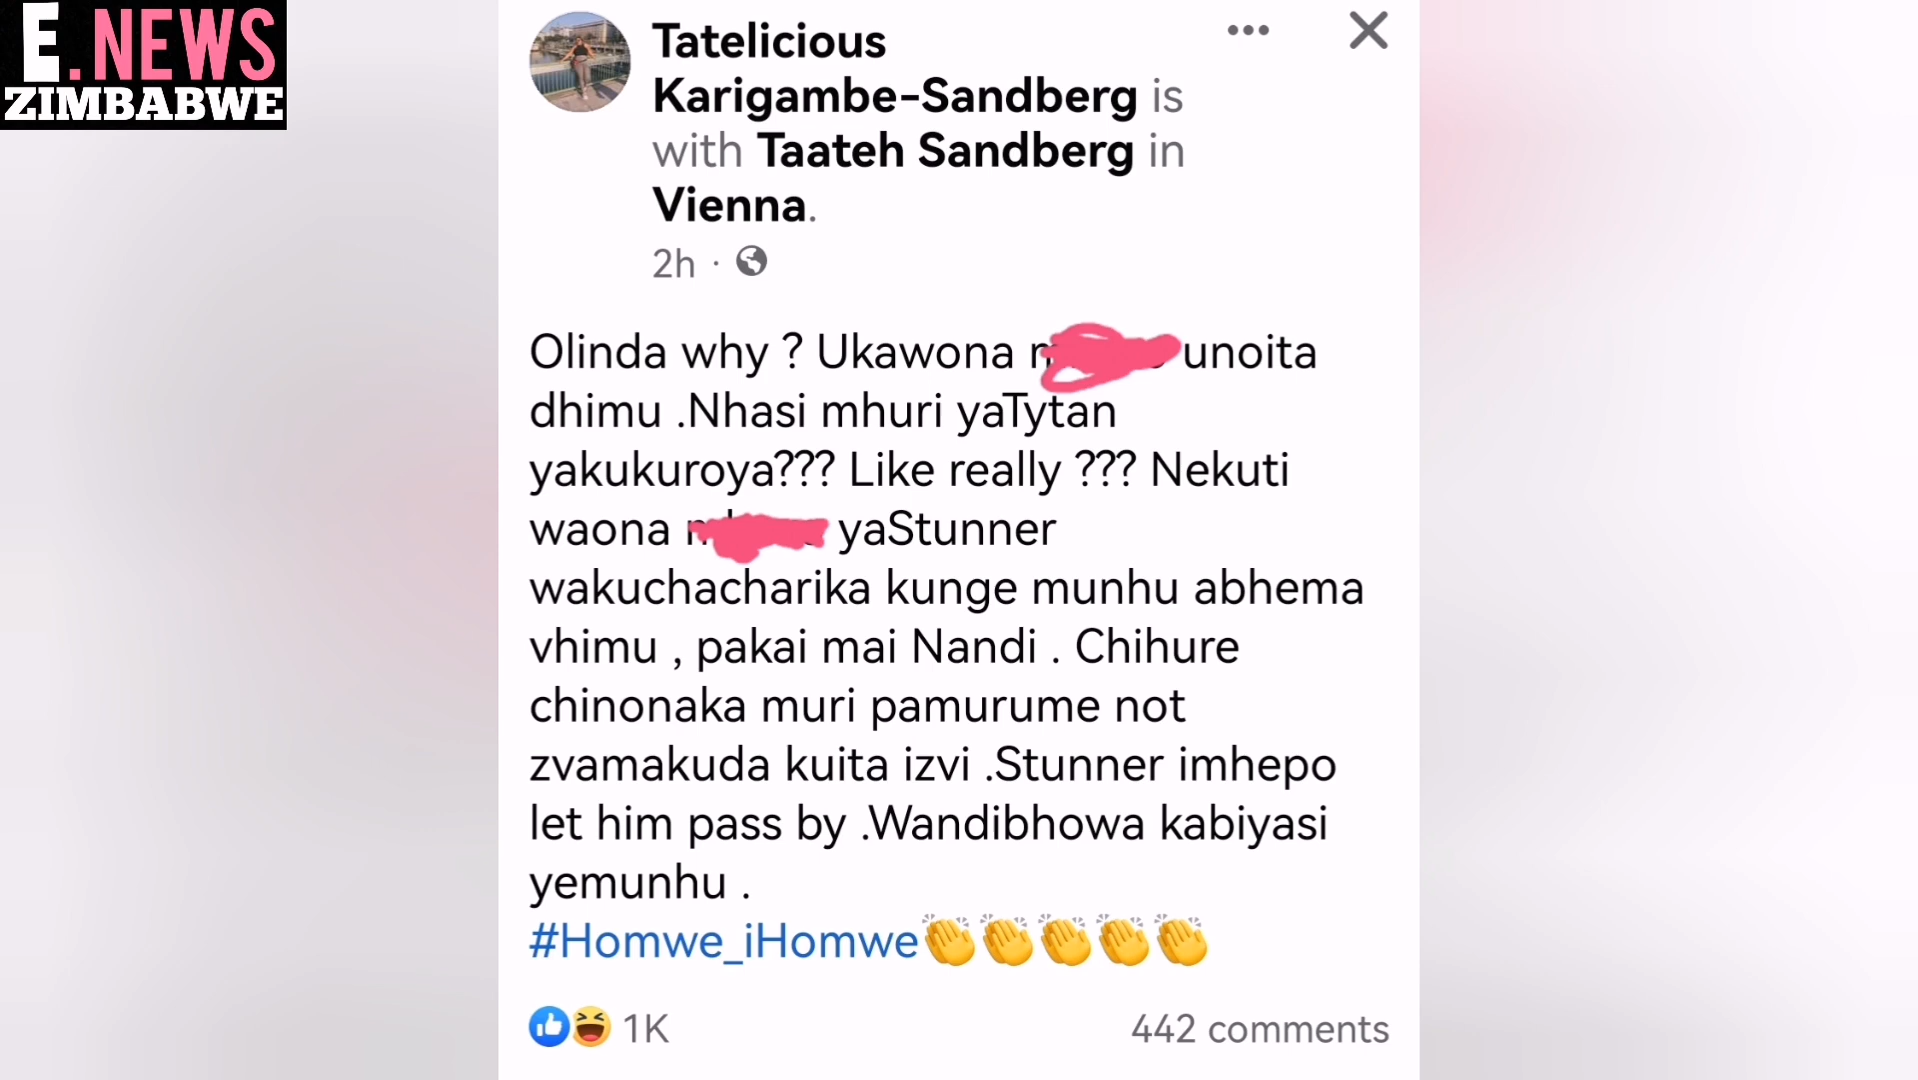 E.NEWS
ZIMBABWE
Tatelicious
Karigambe-Sandberg is
with Taateh Sandberg in
Vienna.
2h ·
Olinda why ? Ukawona unoita
dhimu .Nhasi mhuri yaTytan
yakukuroya??? Like really ??? Nekuti
waona yaStunner
wakuchacharika kunge munhu abhema
vhimu , pakai mai Nandi . Chihure
chinonaka muri pamurume not
zvamakuda kuita izvi .Stunner imhepo
let him pass by .Wandibhowa kabiyasi
yemunhu .
#Homwe_iHomwe👏👏👏👏👏
1K
442 comments